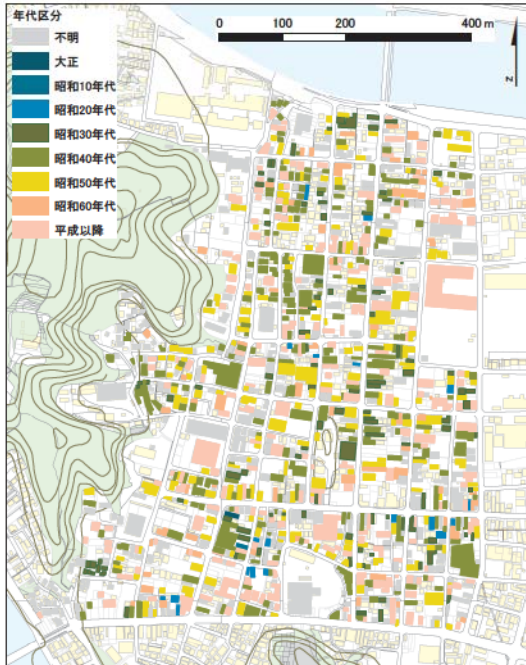 年代区分
不明
大正
昭和10年代
昭和20年代
昭和30年代
昭和40年代
昭和50年代
昭和60年代
平成以降
0 100 200 400 m
N